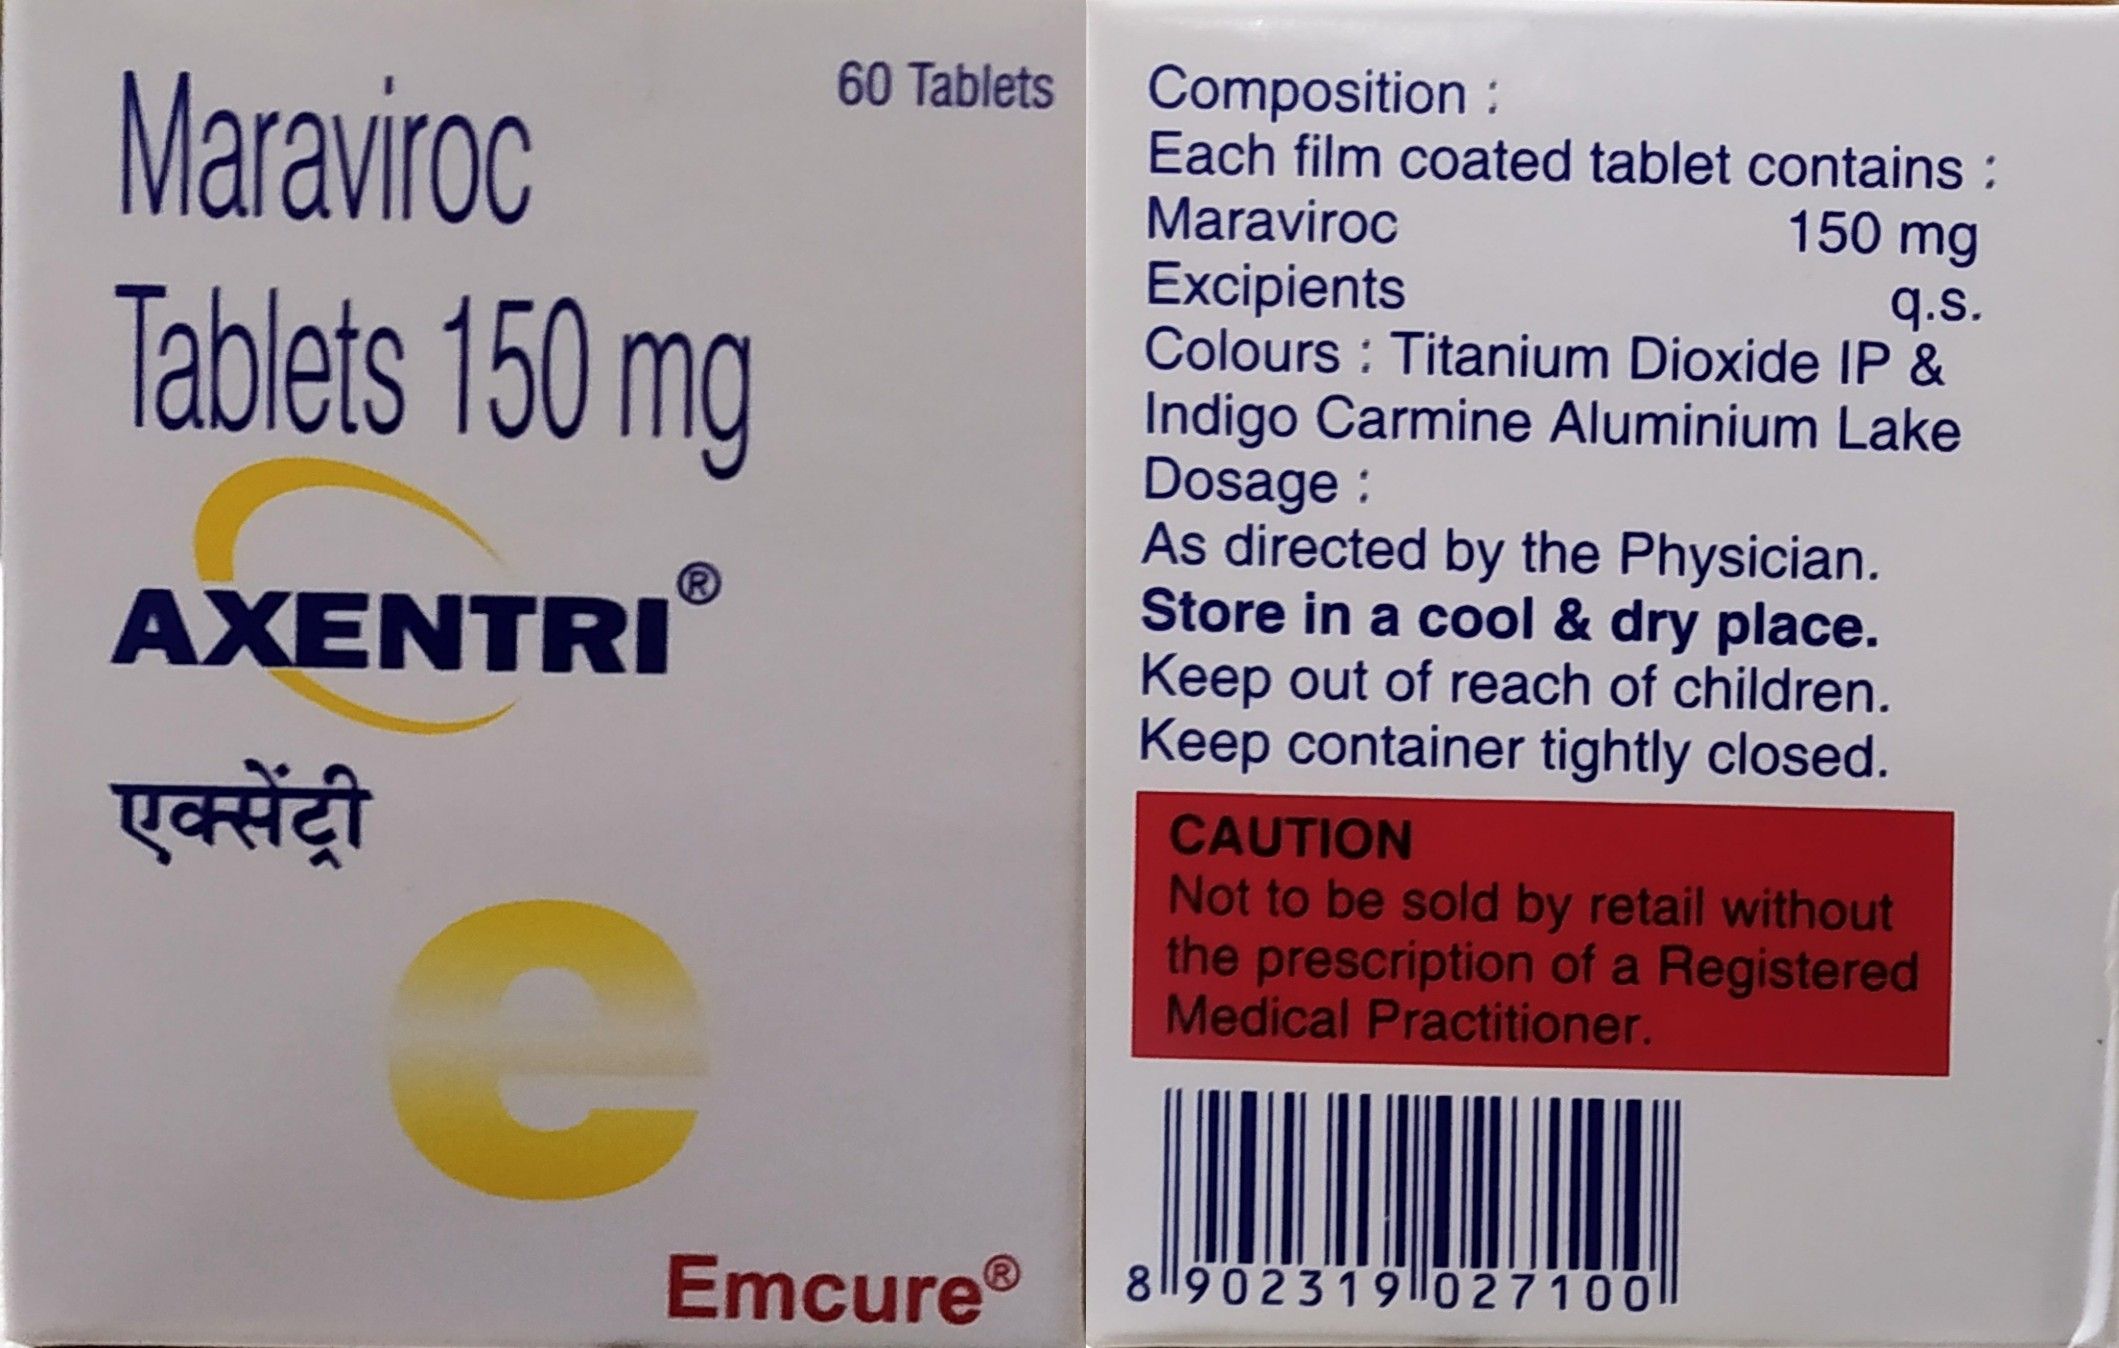 Maraviroc
60 Tablets
Tablets 150 mg
AXENTRI®
एक्सेंट्री
e
Emcure®
Composition :
Each film coated tablet contains :
Maraviroc 150 mg
Excipients q.s.
Colours : Titanium Dioxide IP &
Indigo Carmine Aluminium Lake
Dosage :
As directed by the Physician.
Store in a cool & dry place.
Keep out of reach of children.
Keep container tightly closed.
CAUTION
Not to be sold by retail without
the prescription of a Registered
Medical Practitioner.
8 902319 027100